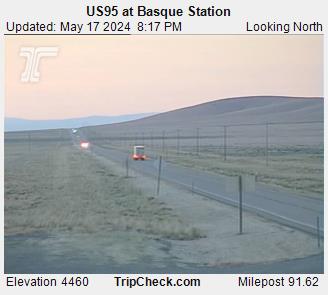 US95 at Basque Station
Updated: May 17 2024 8:17 PM Looking North
Elevation 4460 TripCheck.com Milepost 91.62